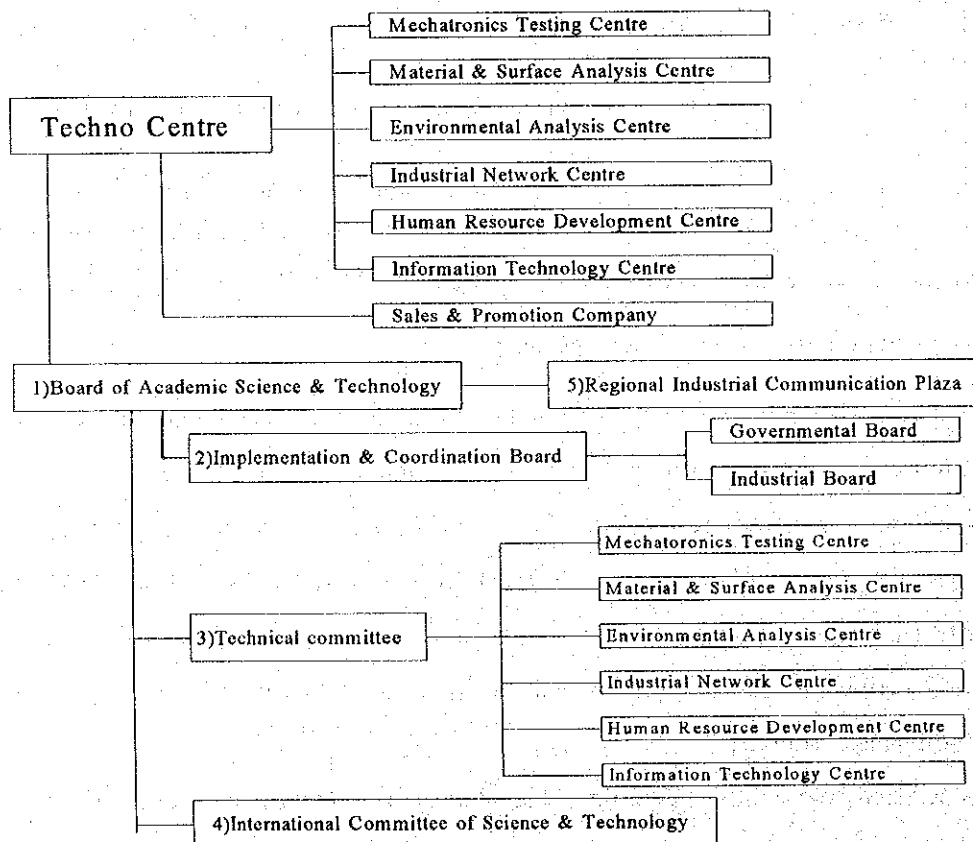 Mechatronics Testing Centre
Material & Surface Analysis Centre
Techno Centre
Environmental Analysis Centre
Industrial Network Centre
Human Resource Development Centre
Information Technology Centre
Sales & Promotion Company
1)Board of Academic Science & Technology
5)Regional Industrial Communication Plaza
Governmental Board
2)Implementation & Coordination Board
Industrial Board
Mechatoronics Testing Centre
Material & Surface Analysis Centre
3)Technical committee
Environmental Analysis Centre
Industrial Network Centre
Human Resource Development Centre
Information Technology Centre
4)International Committee of Science & Technology